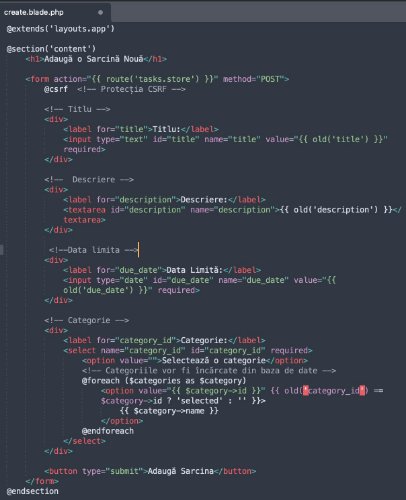 create.blade.php
@extends('layouts.app')
@section('content')
<h1>Adaugă o Sarcină Nouă</h1>
<form action="{{ route('tasks.store') }}" method="POST">
@csrf <!-- Protecția CSRF -->
<!-- Titlu -->
<div>
<label for="title">Titlu:</label>
<input type="text" id="title" name="title" value="{{ old('title') }}"
required>
</div>
<!-- Descriere -->
<div>
<label for="description">Descriere:</label>
<textarea id="description" name="description">{{ old('description') }}</
textarea>
</div>
<!--Data limita -->
<div>
<label for="due_date">Data Limită:</label>
<input type="date" id="due_date" name="due_date" value="{{
old('due_date') }}" required>
</div>
<!-- Categorie -->
<div>
<label for="category_id">Categorie:</label>
<select name="category_id" id="category_id" required>
<option value="">Selectează o categorie</option>
<!-- Categoriile vor fi încărcate din baza de date -->
@foreach ($categories as $category)
<option value="{{ $category->id }}" {{ old('category_id') ==
$category->id ? 'selected' : '' }}>
{{ $category->name }}
</option>
@endforeach
</select>
</div>
<button type="submit">Adaugă Sarcina</button>
</form>
@endsection